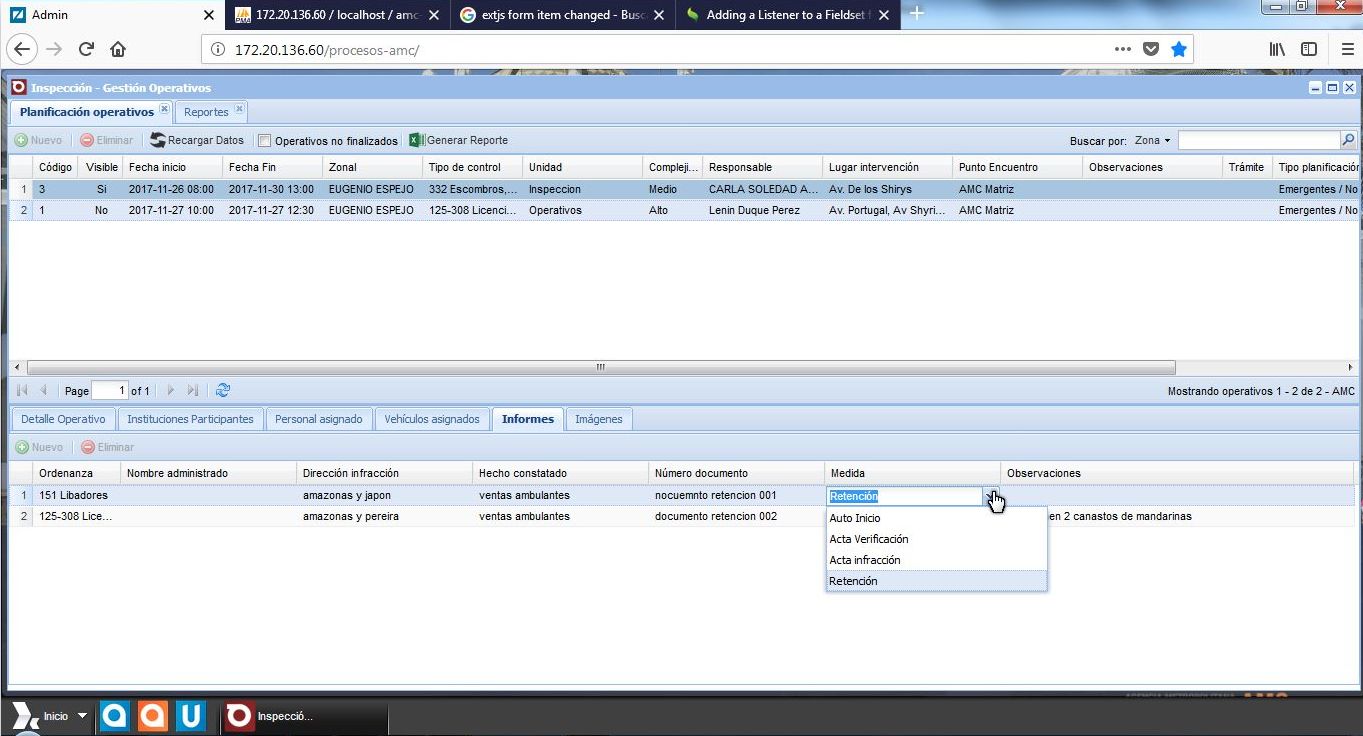 Admin
172.20.136.60 / localhost / amc-
extjs form item changed - Busc
Adding a Listener to a Fieldset f
172.20.136.60/procesos-amc/
Inspección - Gestión Operativos
Planificación operativos Reportes
Nuevo Eliminar Recargar Datos Operativos no finalizados Generar Reporte Buscar por: Zona
Código Visible Fecha inicio Fecha Fin Zonal Tipo de control Unidad Compleji... Responsable Lugar intervención Punto Encuentro Observaciones Trámite Tipo planificación
1 3 Si 2017-11-26 08:00 2017-11-30 13:00 EUGENIO ESPEJO 332 Escombros,... Inspeccion Medio CARLA SOLEDAD A... Av. De los Shirys AMC Matriz Emergentes / No
2 1 No 2017-11-27 10:00 2017-11-27 12:30 EUGENIO ESPEJO 125-308 Licenci... Operativos Alto Lenin Duque Perez Av. Portugal, Av Shyri... AMC Matriz Emergentes / No
Page 1 of 1 Mostrando operativos 1 - 2 de 2 - AMC
Detalle Operativo Instituciones Participantes Personal asignado Vehículos asignados Informes Imágenes
Nuevo Eliminar
Ordenanza Nombre administrado Dirección infracción Hecho constatado Número documento Medida Observaciones
1 151 Libadores amazonas y japon ventas ambulantes nocuemnto retencion 001 Retención
2 125-308 Lice... amazonas y pereira ventas ambulantes documento retencion 002 en 2 canastos de mandarinas
Auto Inicio
Acta Verificación
Acta infracción
Retención
Inicio Inspecció...